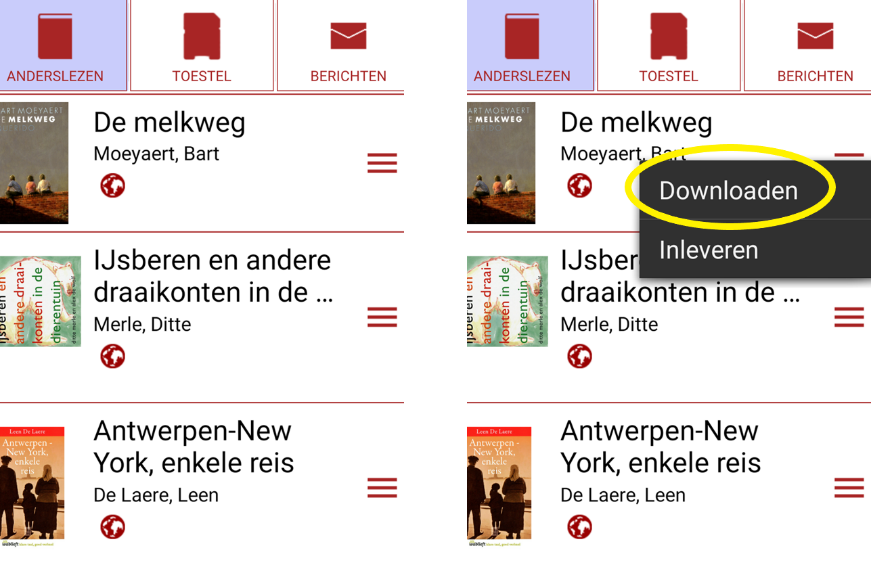 ANDERSLEZEN
TOESTEL
BERICHTEN
ART MOEYAERT
E MELKWEG
De melkweg
Moeyaert, Bart
IJsberen en
andere draai-
konten in de
dierentuin
IJsberen en andere
draaikonten in de ...
Merle, Ditte
Leen De Laere
Antwerpen -
New York,
enkele
reis
Antwerpen-New
York, enkele reis
De Laere, Leen
ANDERSLEZEN
TOESTEL
BERICHTEN
ART MOEYAERT
E MELKWEG
De melkweg
Moeyaert, Bart
Downloaden
Inleveren
IJsberen en
andere draai-
konten in de
dierentuin
IJsber
draaikonten in de ...
Merle, Ditte
Leen De Laere
Antwerpen -
New York,
enkele
reis
Antwerpen-New
York, enkele reis
De Laere, Leen